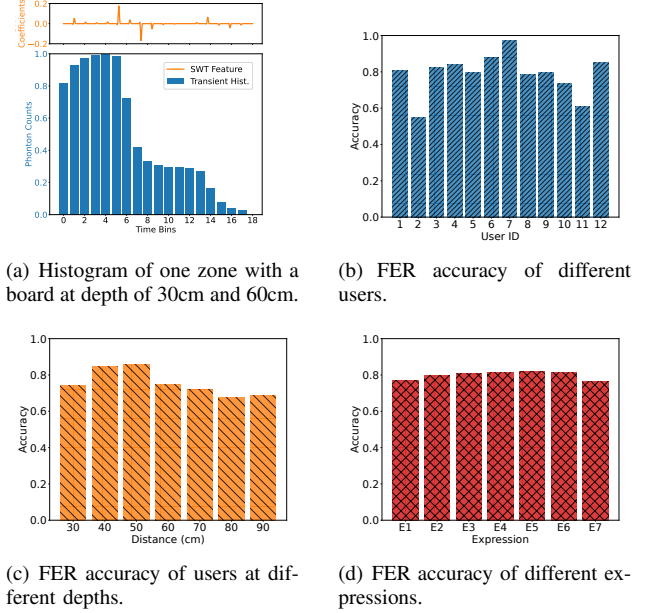 0.2
0.0
−0.2
Coefficients
1.0
0.8
0.6
0.4
0.2
0.0
Phonton Counts
SWT Feature
Transient Hist.
0 2 4 6 8 10 12 14 16 18
Time Bins
(a) Histogram of one zone with a
board at depth of 30cm and 60cm.
1.0
0.8
0.6
0.4
0.2
0.0
Accuracy
1 2 3 4 5 6 7 8 9 10 11 12
User ID
(b) FER accuracy of different
users.
1.0
0.8
0.6
0.4
0.2
0.0
Accuracy
30 40 50 60 70 80 90
Distance (cm)
(c) FER accuracy of users at dif-
ferent depths.
1.0
0.8
0.6
0.4
0.2
0.0
Accuracy
E1 E2 E3 E4 E5 E6 E7
Expression
(d) FER accuracy of different ex-
pressions.